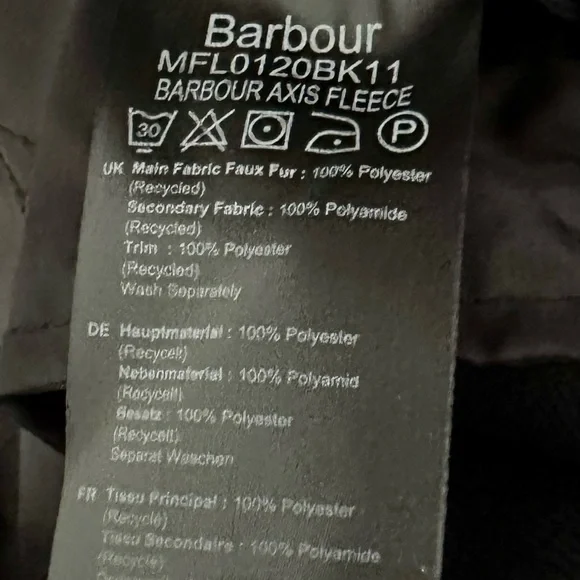 Barbour
MFL0120BK11
BARBOUR AXIS FLEECE
30 P
UK Main Fabric Faux Fur : 100% Polyester
(Recycled)
Secondary Fabric : 100% Polyamide
(Recycled)
Trim : 100% Polyester
(Recycled)
Wash Separately
DE Hauptmaterial : 100% Polyester
(Recycelt)
Nebenmaterial : 100% Polyamid
(Recycelt)
Besatz : 100% Polyester
(Recycelt)
Separat Waschen
FR Tissu Principal : 100% Polyester
(Recyclé)
Tissu Secondaire : 100% Polyamide
(Recyclé)